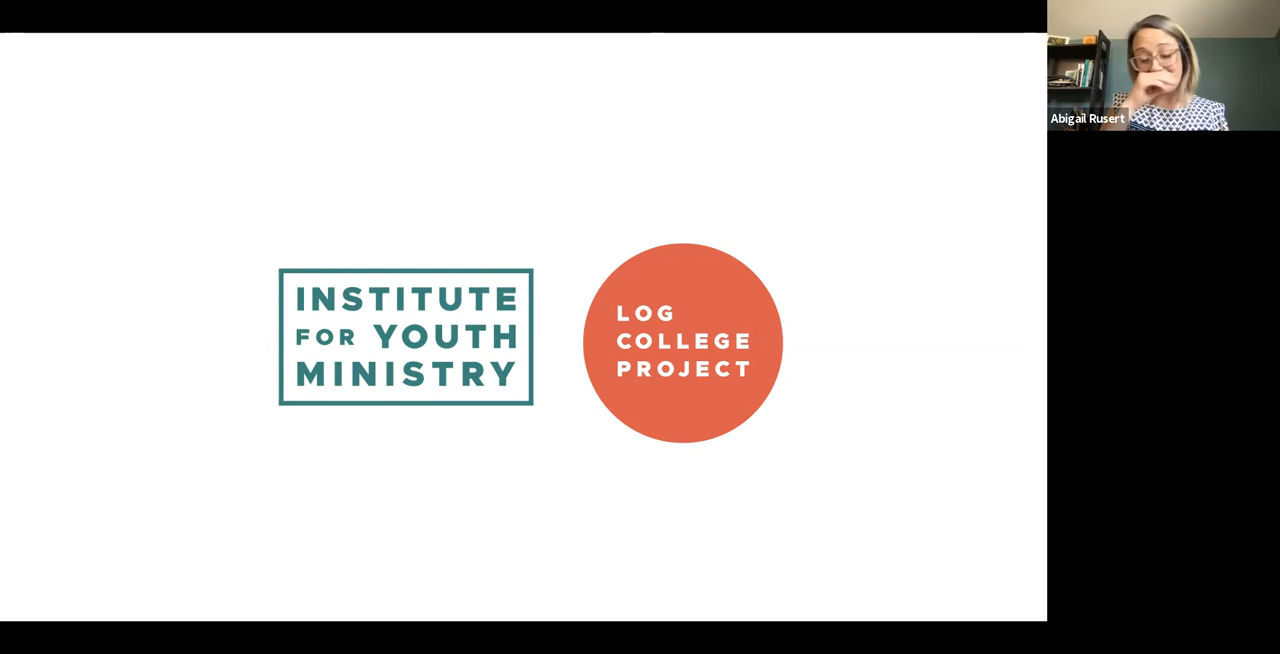 INSTITUTE
FOR YOUTH
MINISTRY
LOG
COLLEGE
PROJECT
Abigail Rusert